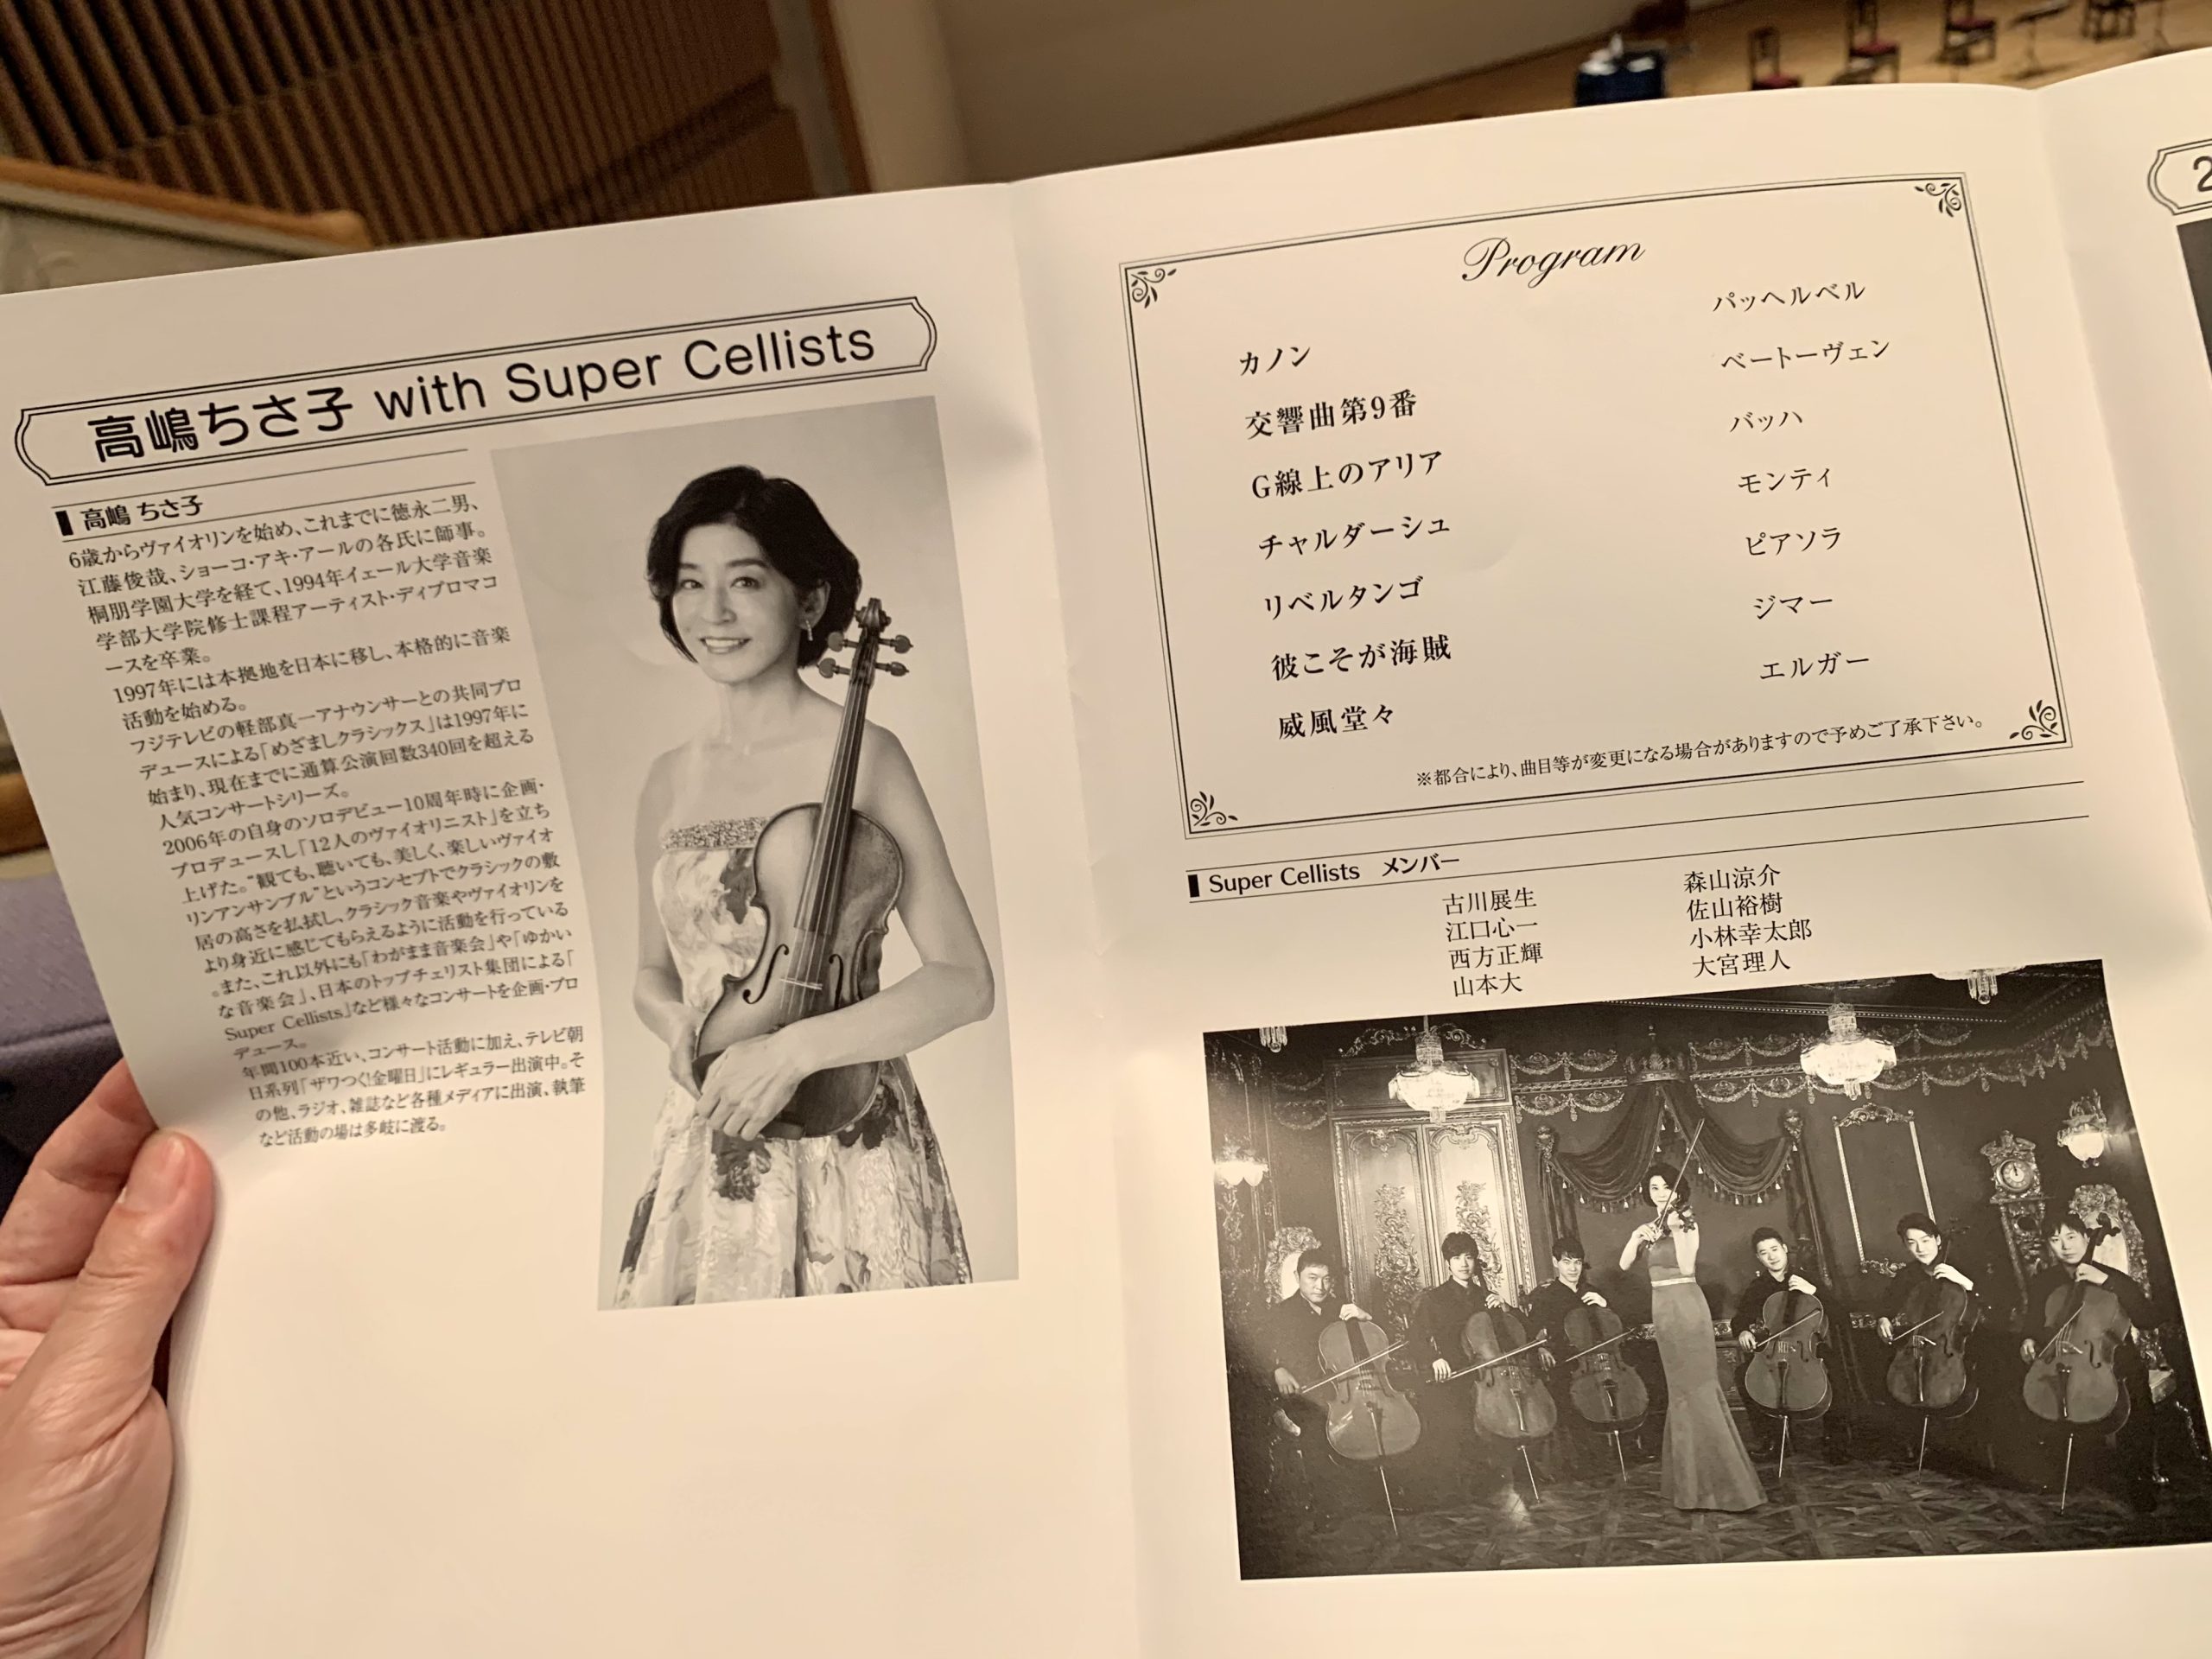 高嶋ちさ子 with Super Cellists
高嶋 ちさ子
6歳からヴァイオリンを始め、これまでに徳永二男、
江藤俊哉、ショーコ・アキ・アールの各氏に師事。
桐朋学園大学を経て、1994年イェール大学音楽
学部大学院修士課程アーティスト・ディプロマコ
ースを卒業。
1997年には本拠地を日本に移し、本格的に音楽
活動を始める。
フジテレビの軽部真一アナウンサーとの共同プロ
デュースによる「めざましクラシックス」は1997年に
始まり、現在までに通算公演回数340回を超える
人気コンサートシリーズ。
2006年の自身のソロデビュー10周年時に企画・
プロデュースし「12人のヴァイオリニスト」を立ち
上げた。“観ても、聴いても、美しく、楽しいヴァイオ
リンアンサンブル”というコンセプトでクラシックの敷
居の高さを払拭し、クラシック音楽やヴァイオリンを
より身近に感じてもらえるように活動を行っている
。また、これ以外にも「わがまま音楽会」や「ゆかい
な音楽会」、日本のトップチェリスト集団による「
Super Cellists」など様々なコンサートを企画・プロ
デュース。
年間100本近い、コンサート活動に加え、テレビ朝
日系列「ザワつく!金曜日」にレギュラー出演中。そ
の他、ラジオ、雑誌など各種メディアに出演、執筆
など活動の場は多岐に渡る。
Program
カノン パッヘルベル
交響曲第9番 ベートーヴェン
G線上のアリア バッハ
チャルダーシュ モンティ
リベルタンゴ ピアソラ
彼こそが海賊 ジマー
威風堂々 エルガー
※都合により、曲目等が変更になる場合がありますので予めご了承下さい。
Super Cellists メンバー
古川展生 森山涼介
江口心一 佐山裕樹
西方正輝 小林幸太郎
山本大 大宮理人
2